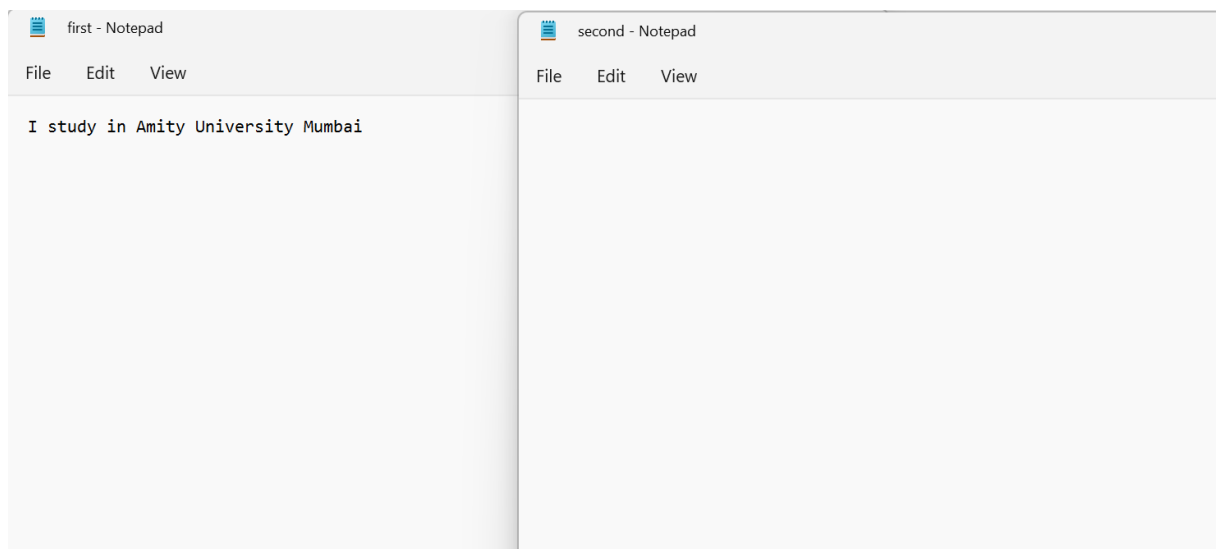 first - Notepad
File Edit View
I study in Amity University Mumbai
second - Notepad
File Edit View